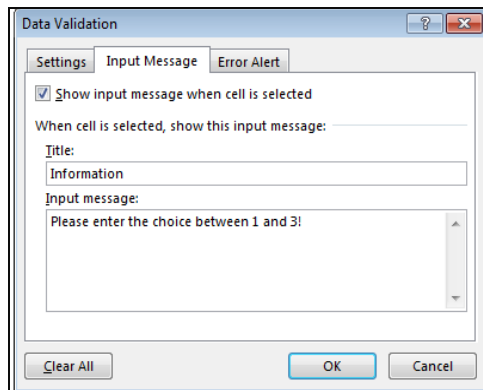 Data Validation
Settings Input Message Error Alert
Show input message when cell is selected
When cell is selected, show this input message:
Title:
Information
Input message:
Please enter the choice between 1 and 3!
Clear All OK Cancel